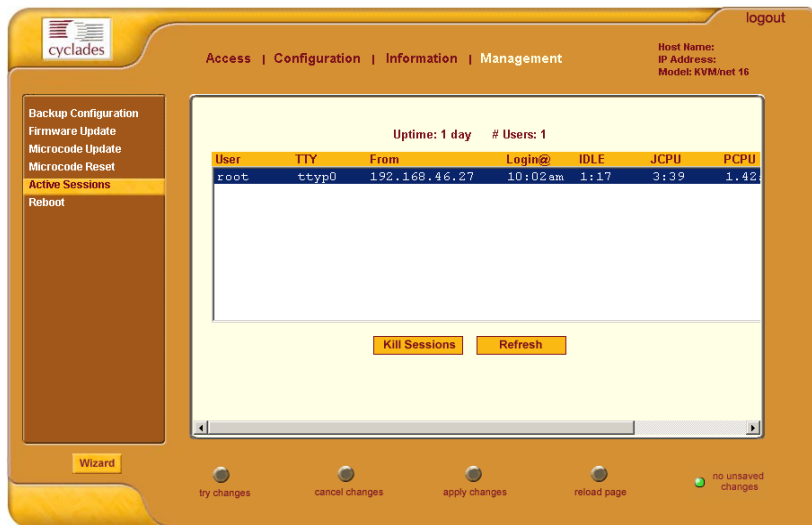 logout
cyclades
Access | Configuration | Information | Management
Host Name:
IP Address:
Model: KVM/net 16
Backup Configuration
Firmware Update
Microcode Update
Microcode Reset
Active Sessions
Reboot
Uptime: 1 day # Users: 1
User TTY From Login@ IDLE JCPU PCPU
root ttyp0 192.168.46.27 10:02am 1:17 3:39 1.42
Kill Sessions Refresh
Wizard
try changes cancel changes apply changes reload page no unsaved changes